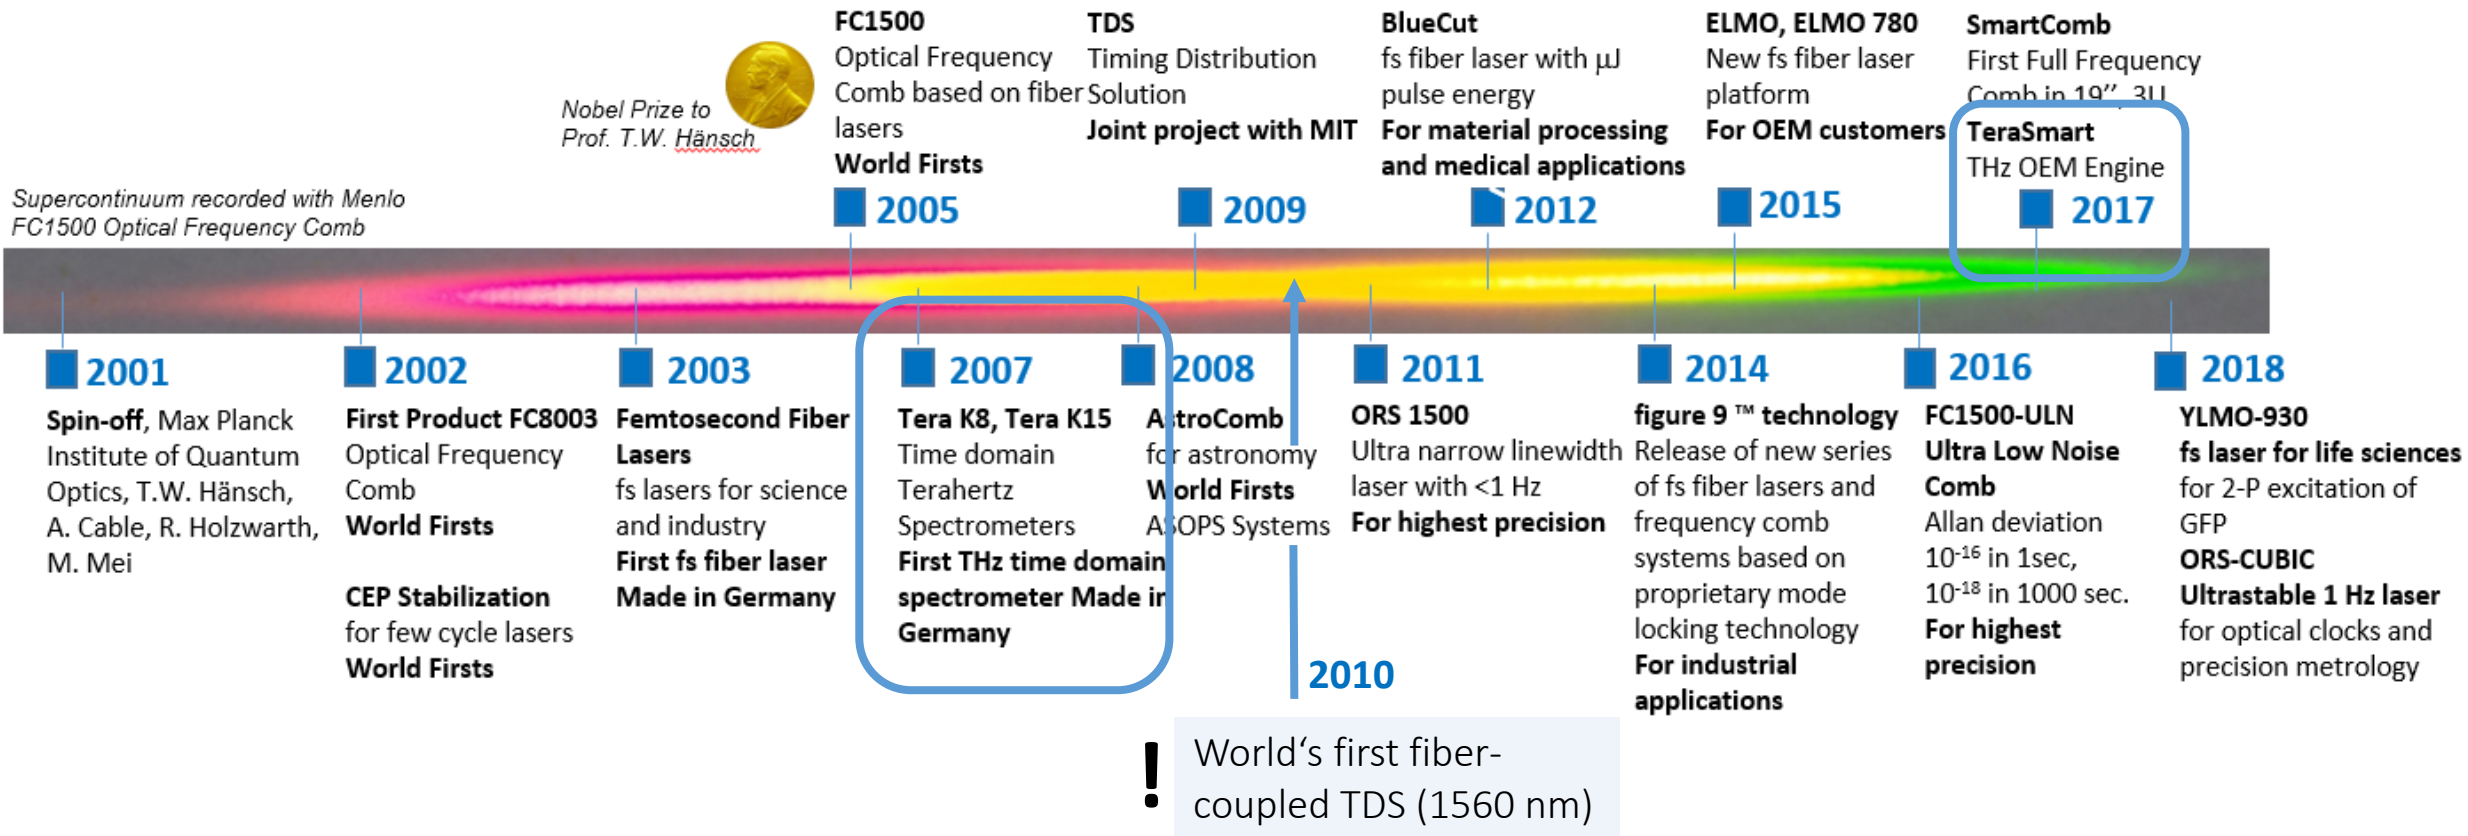 FC1500
Optical Frequency
Comb based on fiber
lasers
World Firsts
2005
TDS
Timing Distribution
Solution
Joint project with MIT
2009
BlueCut
fs fiber laser with µJ
pulse energy
For material processing
and medical applications
2012
ELMO, ELMO 780
New fs fiber laser
platform
For OEM customers
2015
SmartComb
First Full Frequency
Comb in 19’’, 3U
TeraSmart
THz OEM Engine
2017
Nobel Prize to
Prof. T.W. Hänsch
Supercontinuum recorded with Menlo
FC1500 Optical Frequency Comb
2001
Spin-off, Max Planck
Institute of Quantum
Optics, T.W. Hänsch,
A. Cable, R. Holzwarth,
M. Mei
2002
First Product FC8003
Optical Frequency
Comb
World Firsts
CEP Stabilization
for few cycle lasers
World Firsts
2003
Femtosecond Fiber
Lasers
fs lasers for science
and industry
First fs fiber laser
Made in Germany
2007
Tera K8, Tera K15
Time domain
Terahertz
Spectrometers
First THz time domain
spectrometer Made in
Germany
2008
AstroComb
for astronomy
World Firsts
ASOPS Systems
2010
! World‘s first fiber-
coupled TDS (1560 nm)
2011
ORS 1500
Ultra narrow linewidth
laser with <1 Hz
For highest precision
2014
figure 9 ™ technology
Release of new series
of fs fiber lasers and
frequency comb
systems based on
proprietary mode
locking technology
For industrial
applications
2016
FC1500-ULN
Ultra Low Noise
Comb
Allan deviation
10⁻¹⁶ in 1sec,
10⁻¹⁸ in 1000 sec.
For highest
precision
2018
YLMO-930
fs laser for life sciences
for 2-P excitation of
GFP
ORS-CUBIC
Ultrastable 1 Hz laser
for optical clocks and
precision metrology